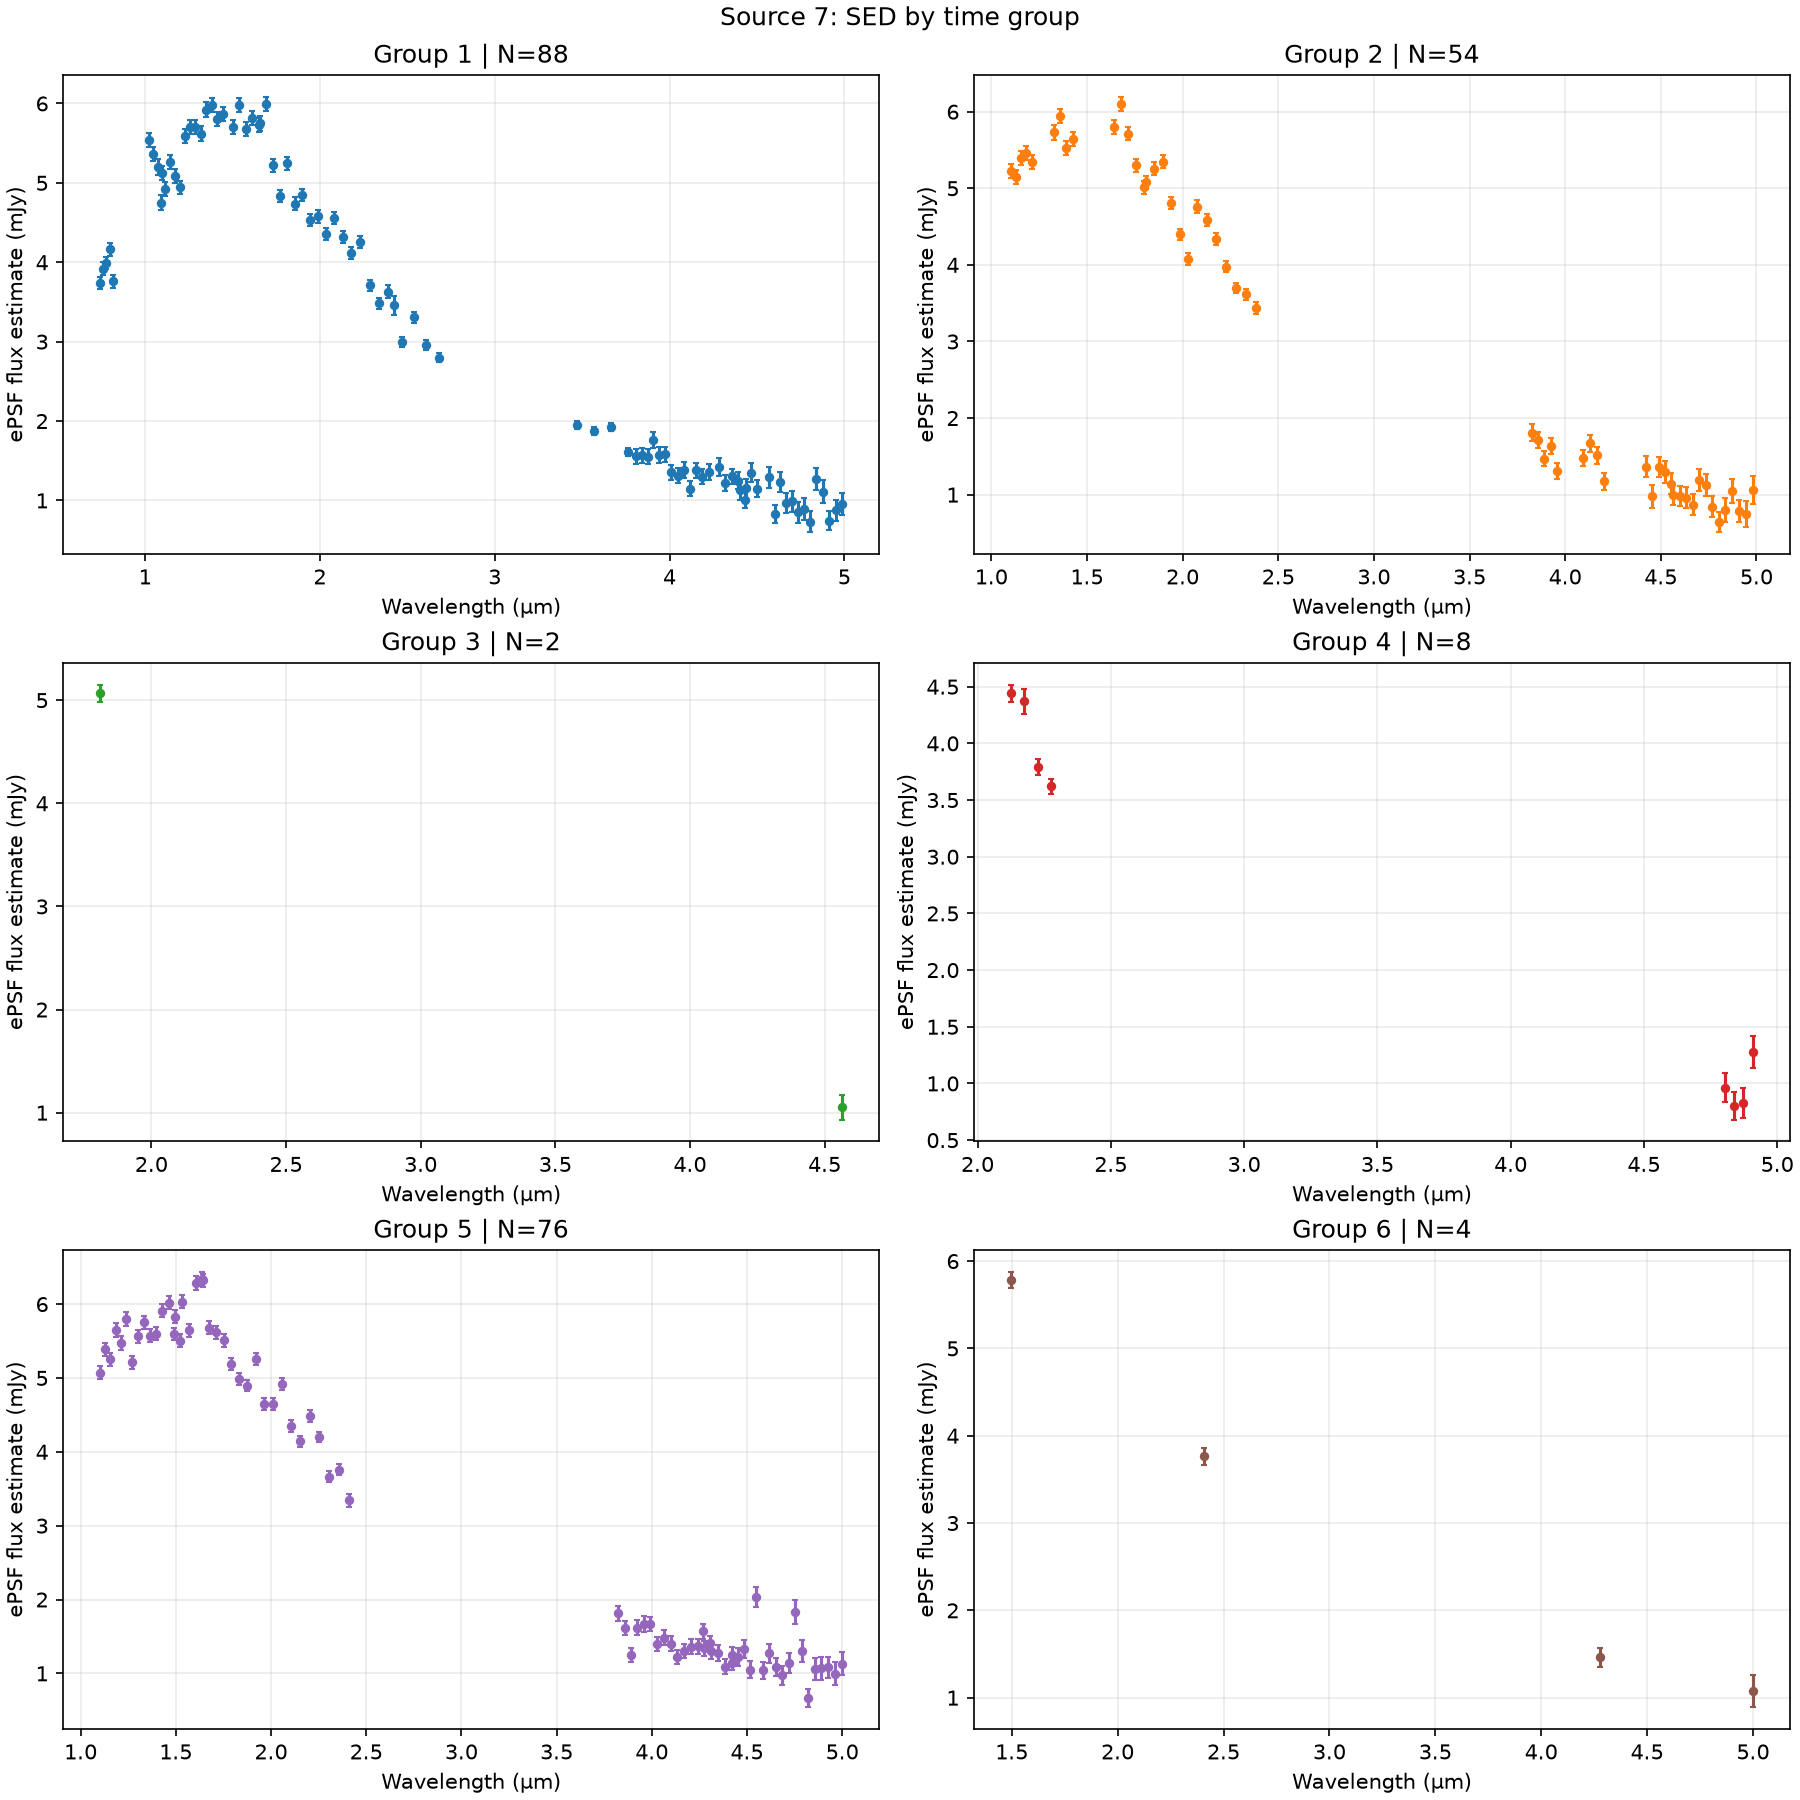 Source 7: SED by time group
Group 1 | N=88
ePSF flux estimate (mJy)
6
5
4
3
2
1
1 2 3 4 5
Wavelength (µm)
Group 2 | N=54
ePSF flux estimate (mJy)
6
5
4
3
2
1
1.0 1.5 2.0 2.5 3.0 3.5 4.0 4.5 5.0
Wavelength (µm)
Group 3 | N=2
ePSF flux estimate (mJy)
5
4
3
2
1
2.0 2.5 3.0 3.5 4.0 4.5
Wavelength (µm)
Group 4 | N=8
ePSF flux estimate (mJy)
4.5
4.0
3.5
3.0
2.5
2.0
1.5
1.0
0.5
2.0 2.5 3.0 3.5 4.0 4.5 5.0
Wavelength (µm)
Group 5 | N=76
ePSF flux estimate (mJy)
6
5
4
3
2
1
1.0 1.5 2.0 2.5 3.0 3.5 4.0 4.5 5.0
Wavelength (µm)
Group 6 | N=4
ePSF flux estimate (mJy)
6
5
4
3
2
1
1.5 2.0 2.5 3.0 3.5 4.0 4.5 5.0
Wavelength (µm)